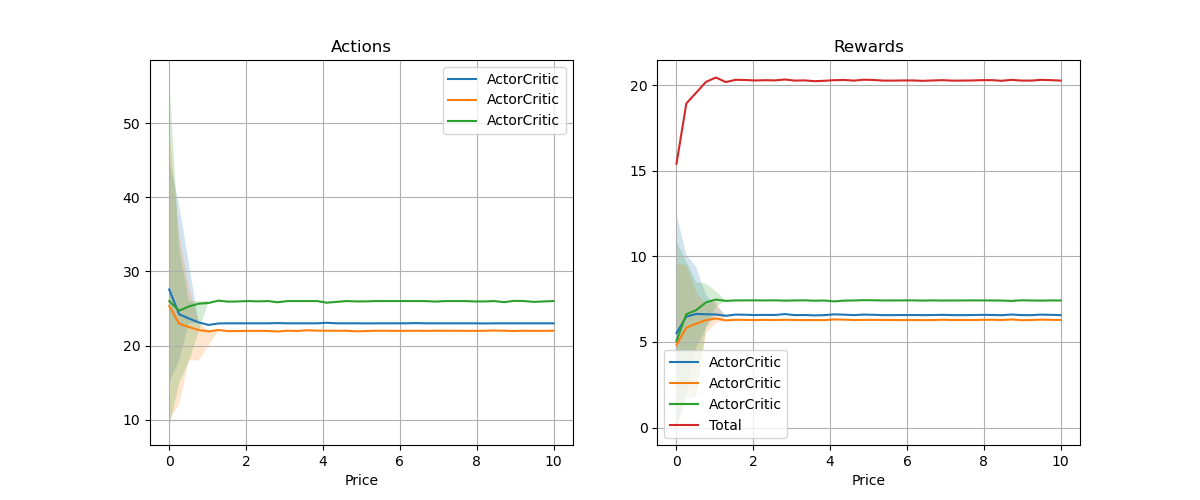 Actions
50
40
30
20
10
0 2 4 6 8 10
Price
ActorCritic
ActorCritic
ActorCritic
Rewards
20
15
10
5
0
0 2 4 6 8 10
Price
ActorCritic
ActorCritic
ActorCritic
Total